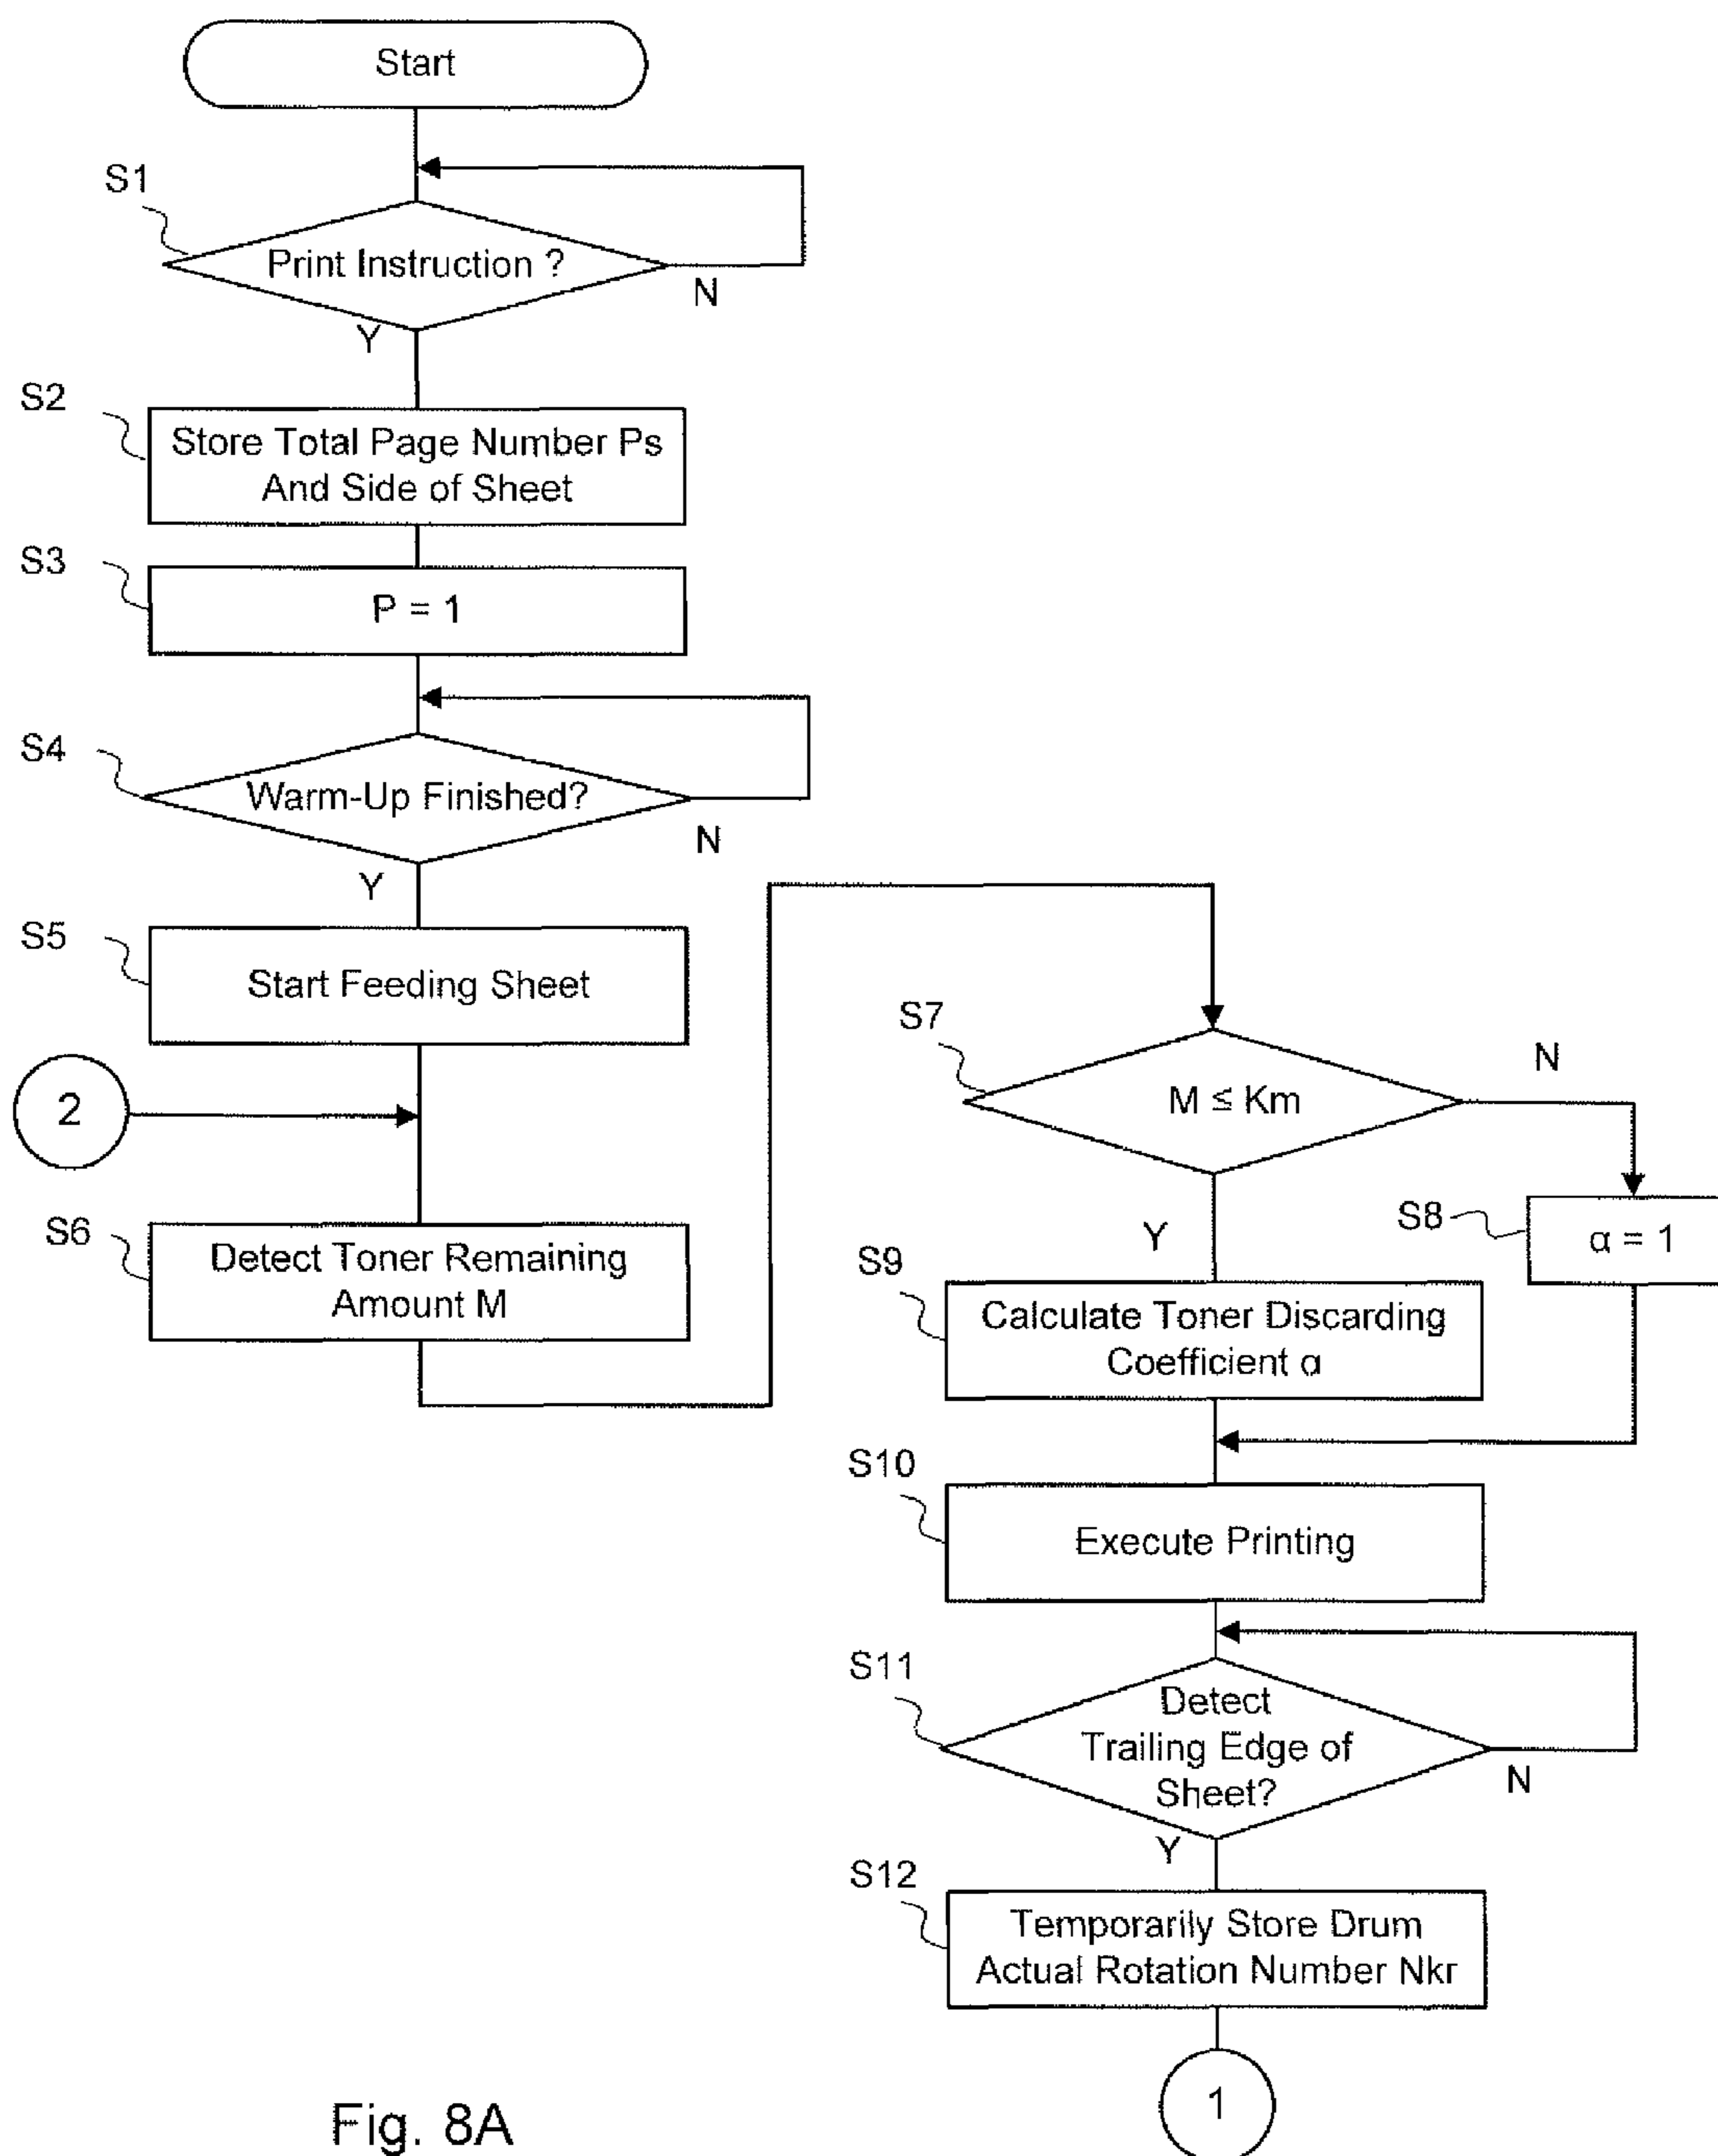 Start
S1
Print Instruction ?
N
Y
S2
Store Total Page Number Ps
And Side of Sheet
S3
P = 1
S4
Warm-Up Finished?
N
Y
S5
Start Feeding Sheet
2
S6
Detect Toner Remaining
Amount M
S7
M ≤ Km
N
Y
S8
α = 1
S9
Calculate Toner Discarding
Coefficient α
S10
Execute Printing
S11
Detect
Trailing Edge of
Sheet?
N
Y
S12
Temporarily Store Drum
Actual Rotation Number Nkr
1
Fig. 8A